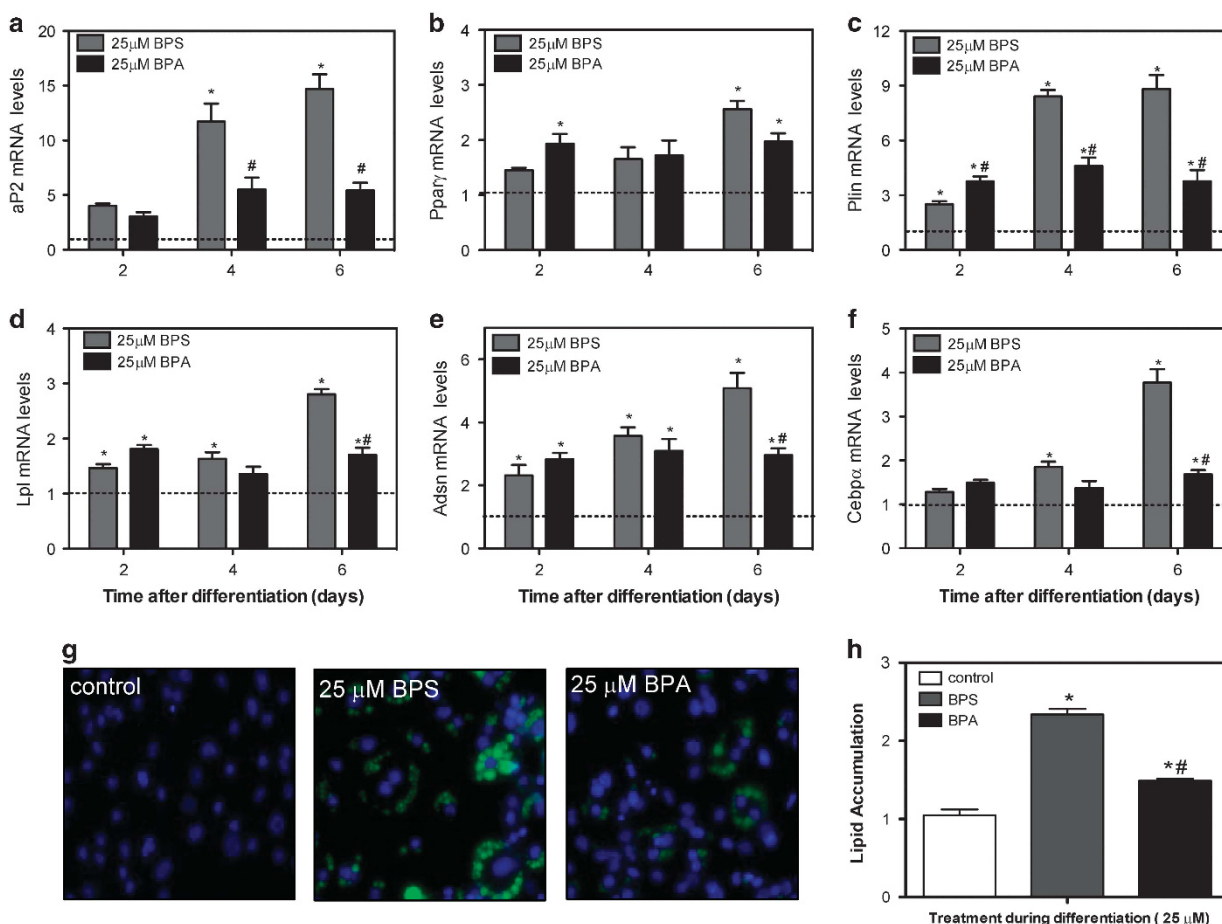 a
20
15
10
5
0
aP2 mRNA levels
25μM BPS
25μM BPA
*
*
#
#
2
4
6
b
4
3
2
1
0
Pparγ mRNA levels
25μM BPS
25μM BPA
*
*
*
2
4
6
c
12
9
6
3
0
Plin mRNA levels
25μM BPS
25μM BPA
*
*#
*
*#
*
*#
2
4
6
d
4
3
2
1
0
Lpl mRNA levels
25μM BPS
25μM BPA
*
*
*
*
*#
2
4
6
Time after differentiation (days)
e
6
4
2
0
Adsn mRNA levels
25μM BPS
25μM BPA
*
*
*
*
*
*#
2
4
6
Time after differentiation (days)
f
5
4
3
2
1
0
Cebpα mRNA levels
25μM BPS
25μM BPA
*
*
*#
2
4
6
Time after differentiation (days)
g
control
25 μM BPS
25 μM BPA
h
3
2
1
0
Lipid Accumulation
control
BPS
BPA
*
*#
Treatment during differentiation ( 25 μM)